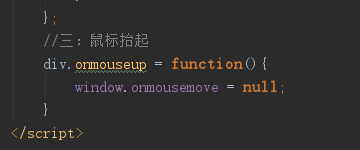 };
//三：鼠标抬起
div.onmouseup = function(){
window.onmousemove = null;
}
</script>